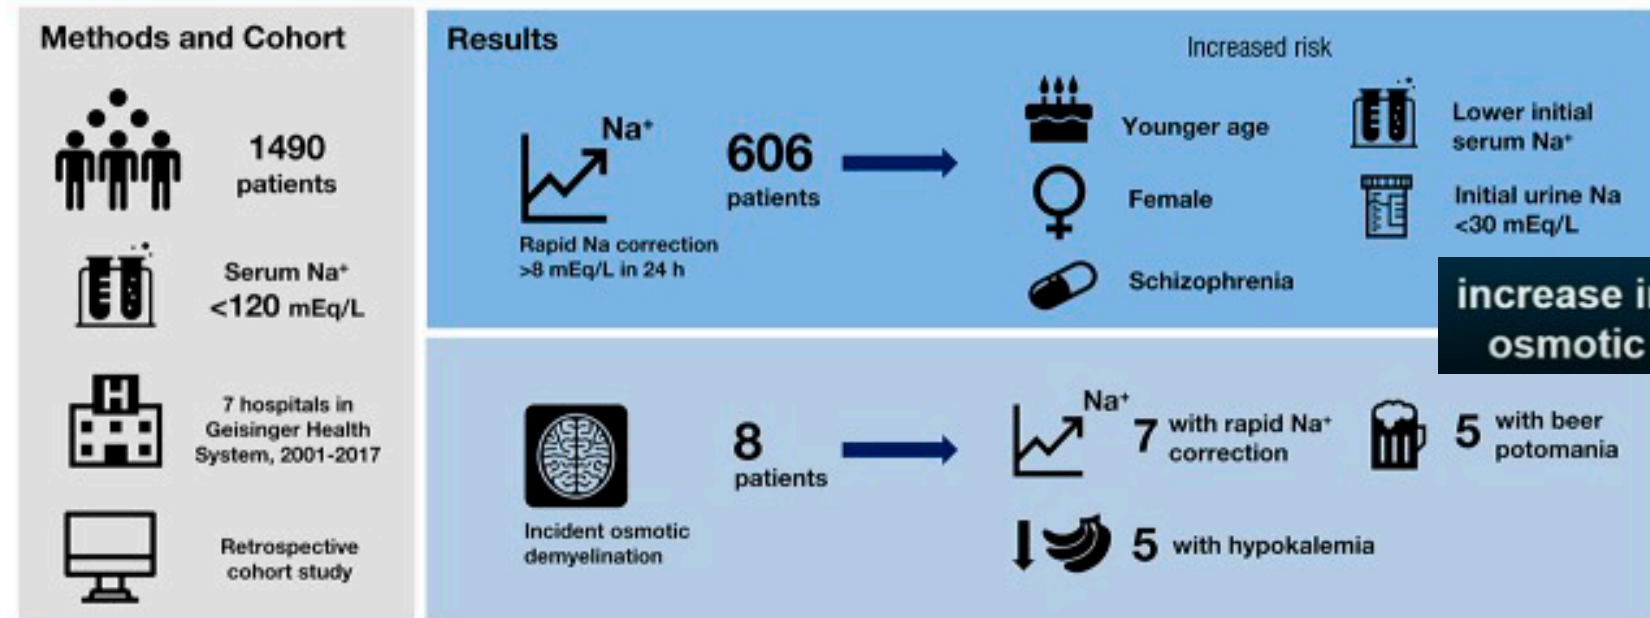 Methods and Cohort
1490
patients
Serum Na⁺
<120 mEq/L
H
7 hospitals in
Geisinger Health
System, 2001-2017
Retrospective
cohort study
Results
Na⁺
Rapid Na correction
>8 mEq/L in 24 h
606
patients
Increased risk
Younger age
Female
Schizophrenia
Lower initial
serum Na⁺
Initial urine Na
<30 mEq/L
increase i
osmotic
Incident osmotic
demyelination
8
patients
Na⁺
7 with rapid Na⁺
correction
5 with beer
potomania
5 with hypokalemia